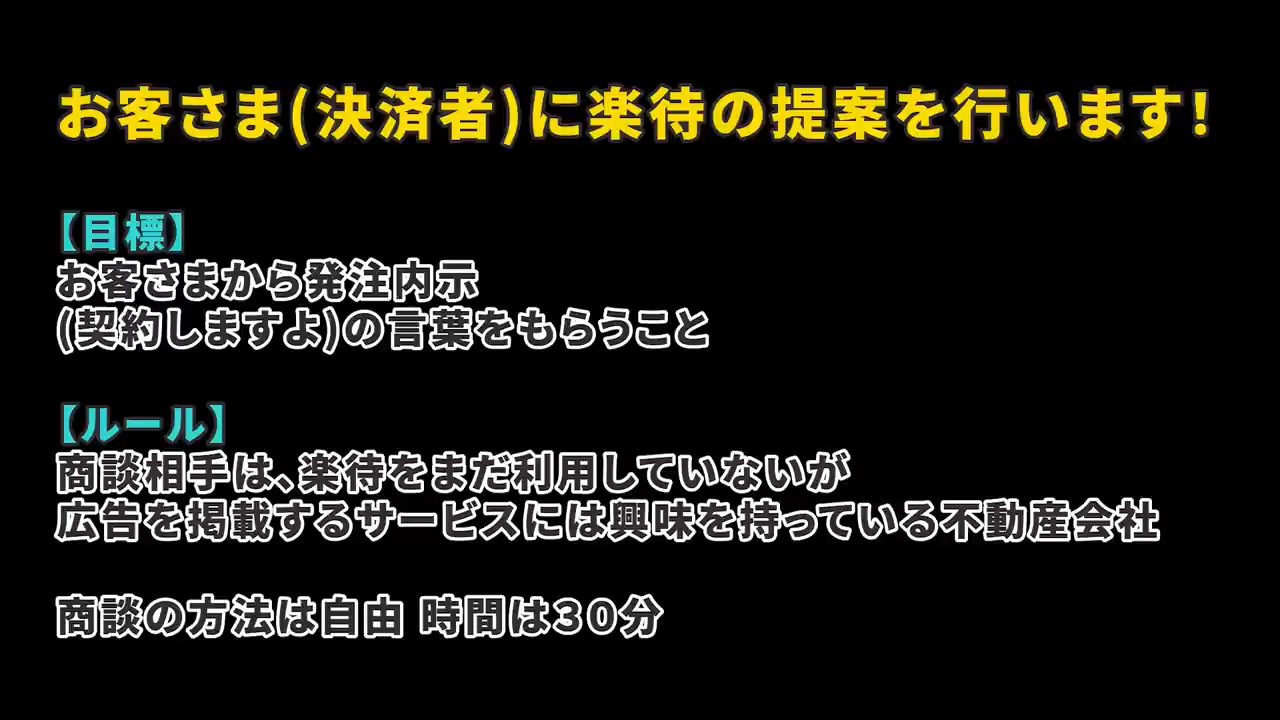 お客さま(決済者)に楽待の提案を行います!
【目標】
お客さまから発注内示
(契約しますよ)の言葉をもらうこと
【ルール】
商談相手は、楽待をまだ利用していないが
広告を掲載するサービスには興味を持っている不動産会社
商談の方法は自由 時間は30分